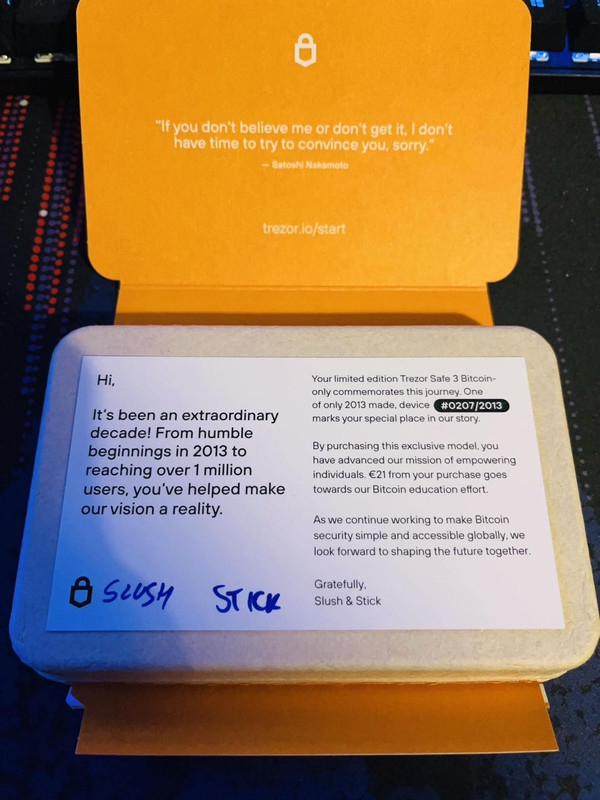 "If you don't believe me or don't get it, I don't
have time to try to convince you, sorry."
— Satoshi Nakamoto
trezor.io/start
Hi,
It's been an extraordinary
decade! From humble
beginnings in 2013 to
reaching over 1 million
users, you've helped make
our vision a reality.
SLUSH STICK
Your limited edition Trezor Safe 3 Bitcoin-
only commemorates this journey. One
of only 2013 made, device #0207/2013
marks your special place in our story.
By purchasing this exclusive model, you
have advanced our mission of empowering
individuals. €21 from your purchase goes
towards our Bitcoin education effort.
As we continue working to make Bitcoin
security simple and accessible globally, we
look forward to shaping the future together.
Gratefully,
Slush & Stick